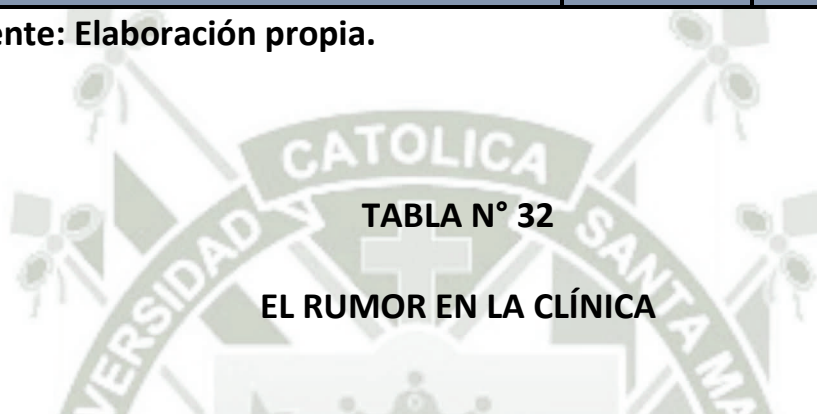 ente: Elaboración propia.
CATOLICA
TABLA N° 32
EL RUMOR EN LA CLÍNICA